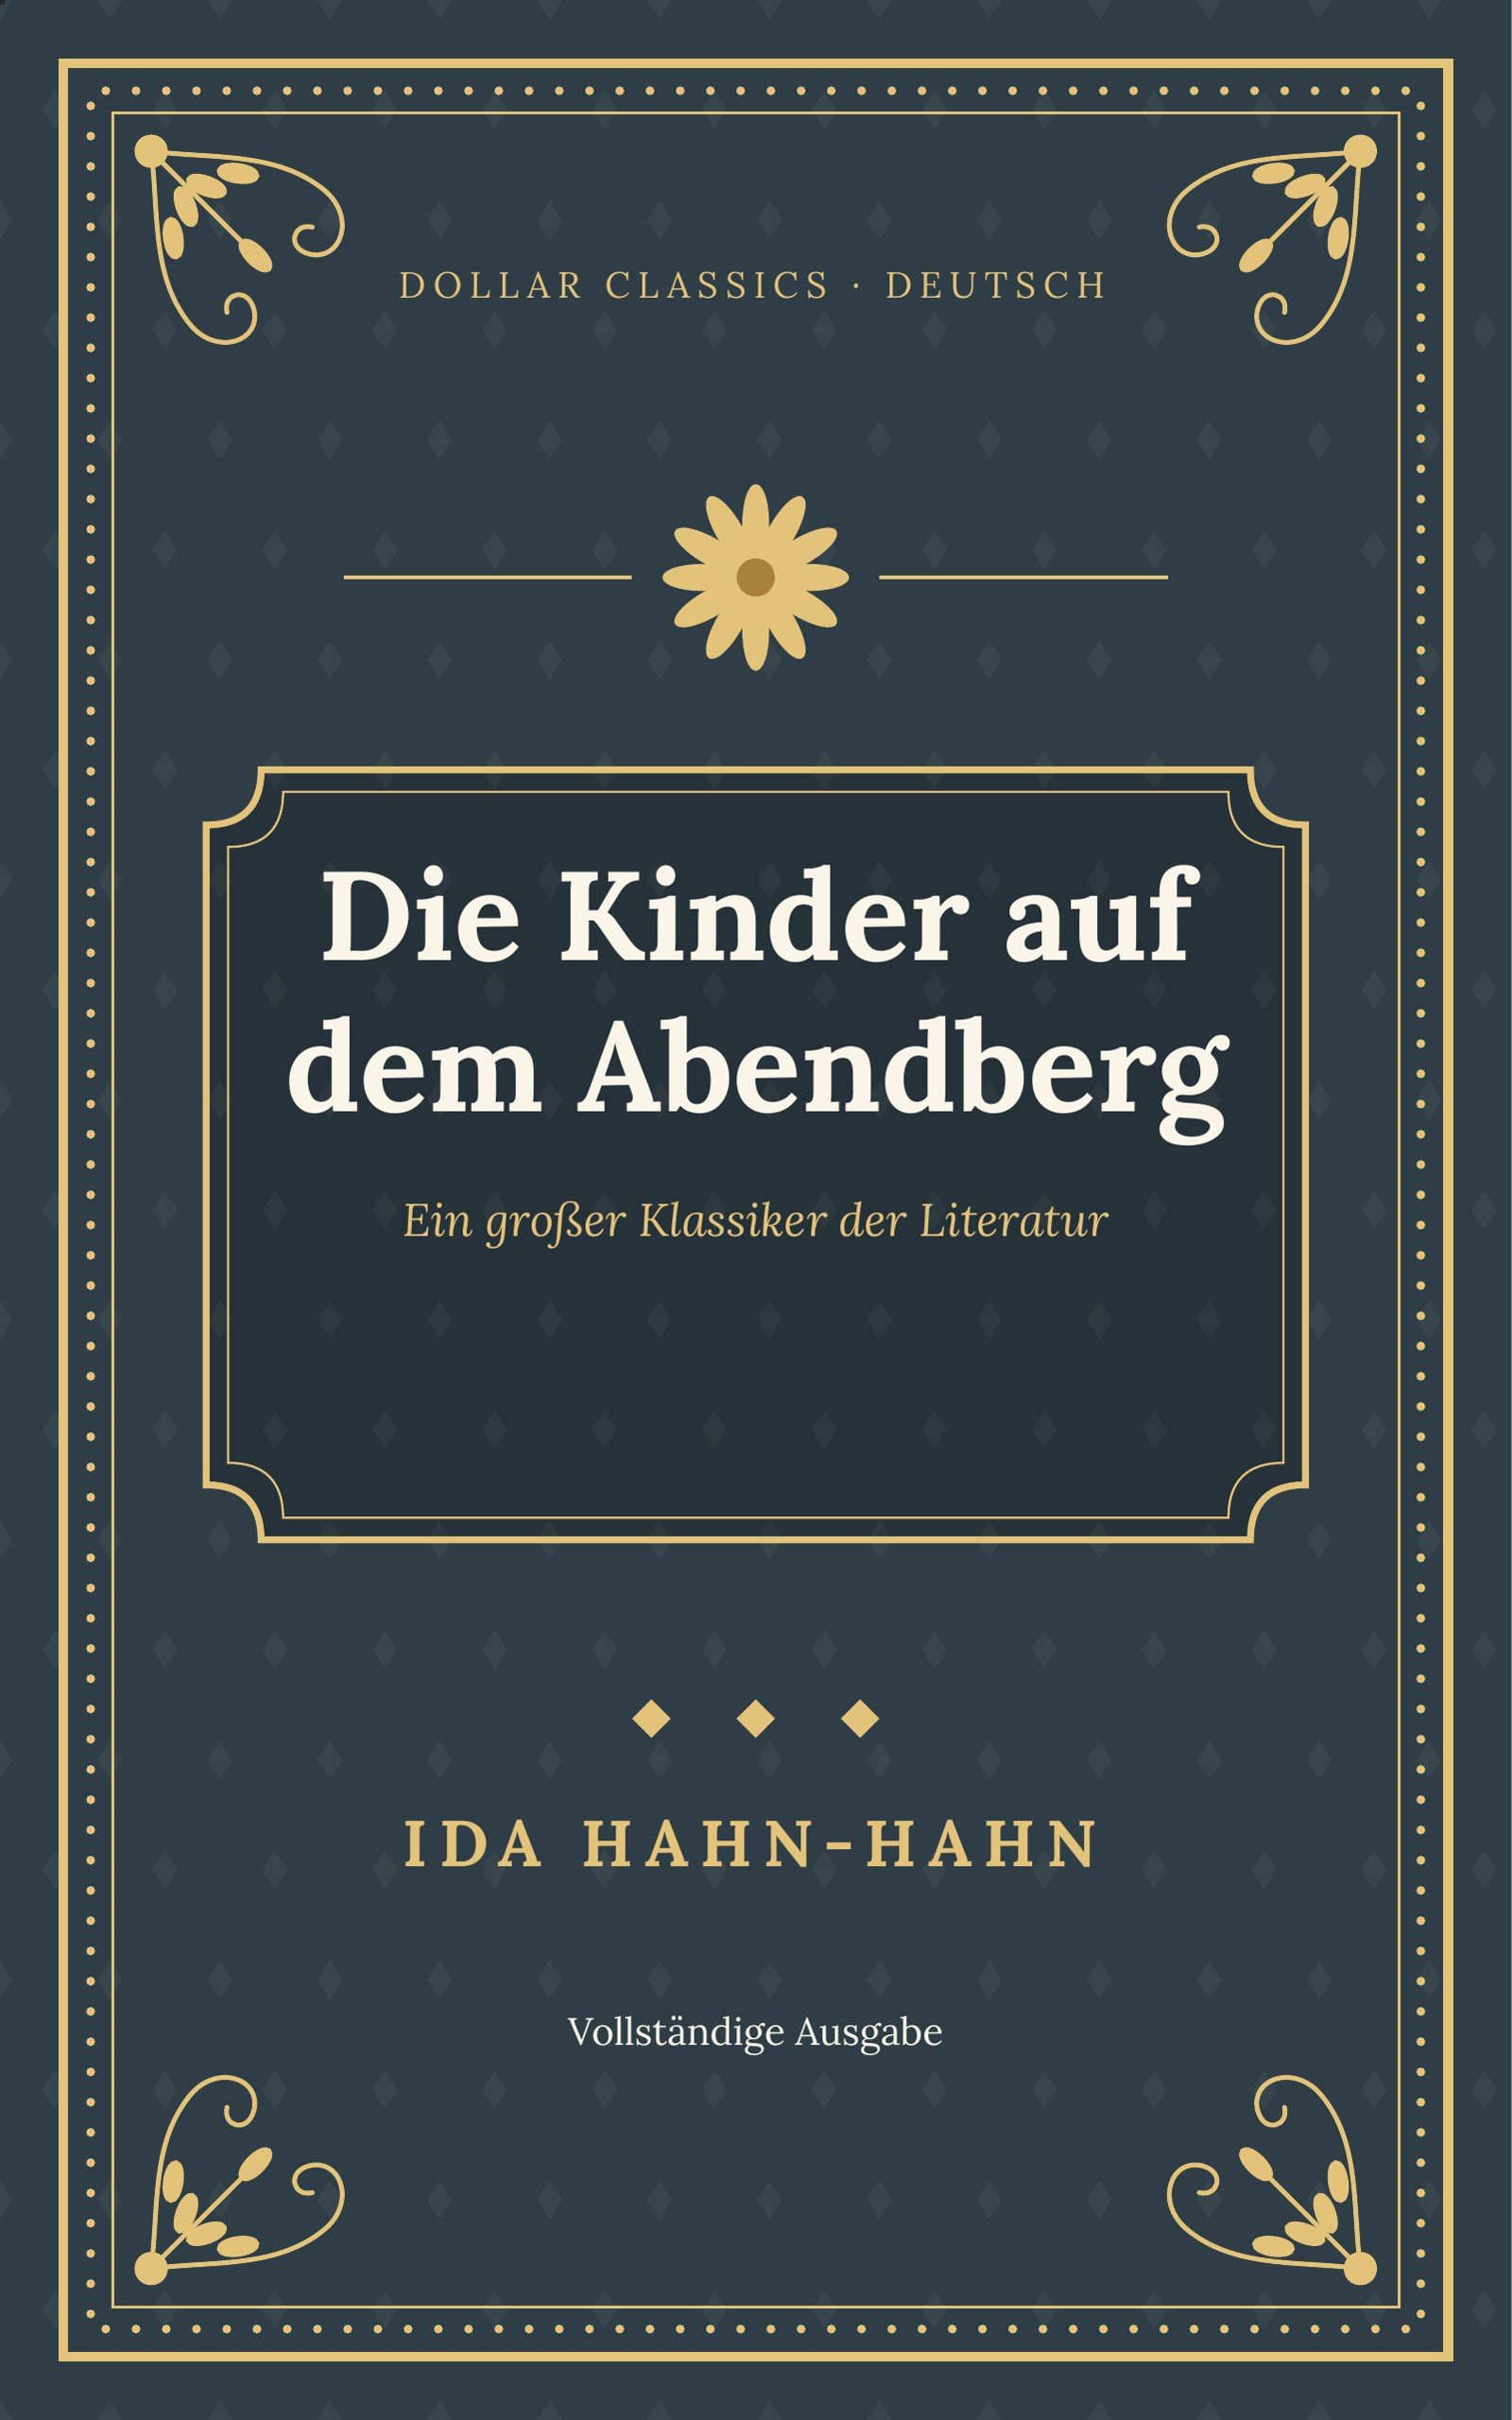 DOLLAR CLASSICS · DEUTSCH
Die Kinder auf
dem Abendberg
Ein großer Klassiker der Literatur
IDA HAHN-HAHN
Vollständige Ausgabe